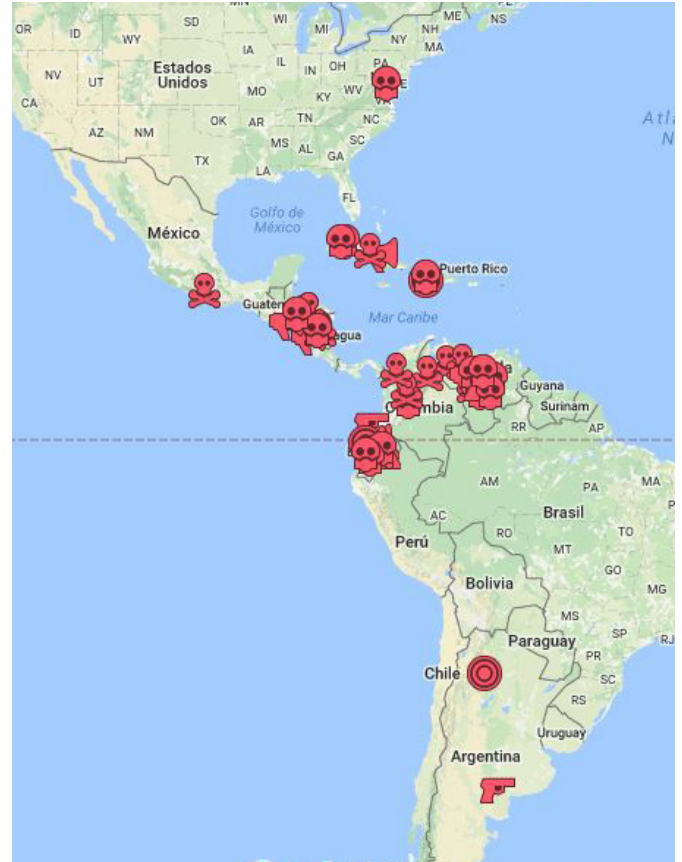 SD
WI
MI
ME
NS
OR
ID
WY
NY
NH
MA
IA
NV
UT
Estados
Unidos
IL
IN
OH
PA
MO
KY
WV
VA
CA
AZ
NM
OK
AR
TN
NC
MS
AL
SC
GA
TX
LA
FL
Golfo de
México
México
Puerto Rico
Mar Caribe
Guyana
Surinam
RR
AP
AM
PA
MA
AC
RO
Brasil
TO
Perú
MT
GO
Bolivia
MG
MS
Paraguay
SP
PR
Chile
SC
RS
Uruguay
Argentina